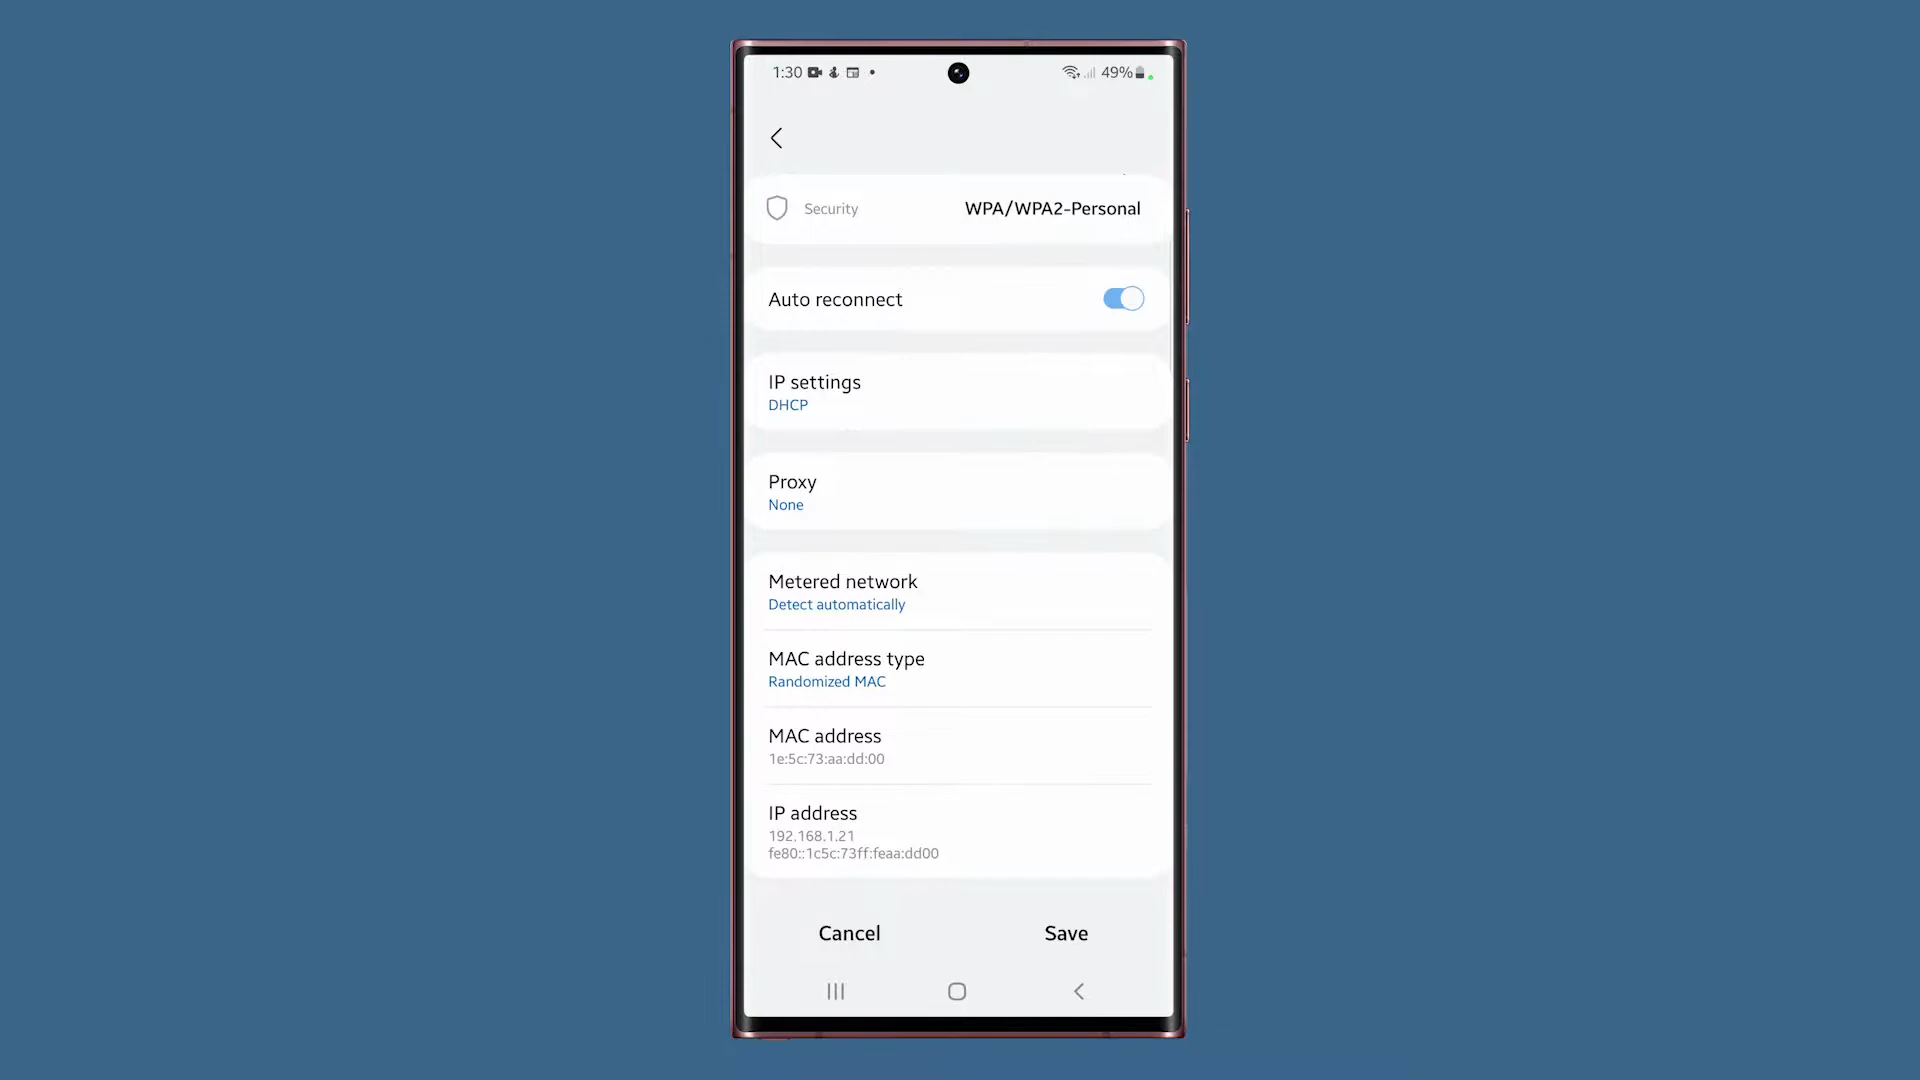 1:30
49%
Security
WPA/WPA2-Personal
Auto reconnect
IP settings
DHCP
Proxy
None
Metered network
Detect automatically
MAC address type
Randomized MAC
MAC address
1e:5c:73:aa:dd:00
IP address
192.168.1.21
fe80::1c5c:73ff:feaa:dd00
Cancel
Save